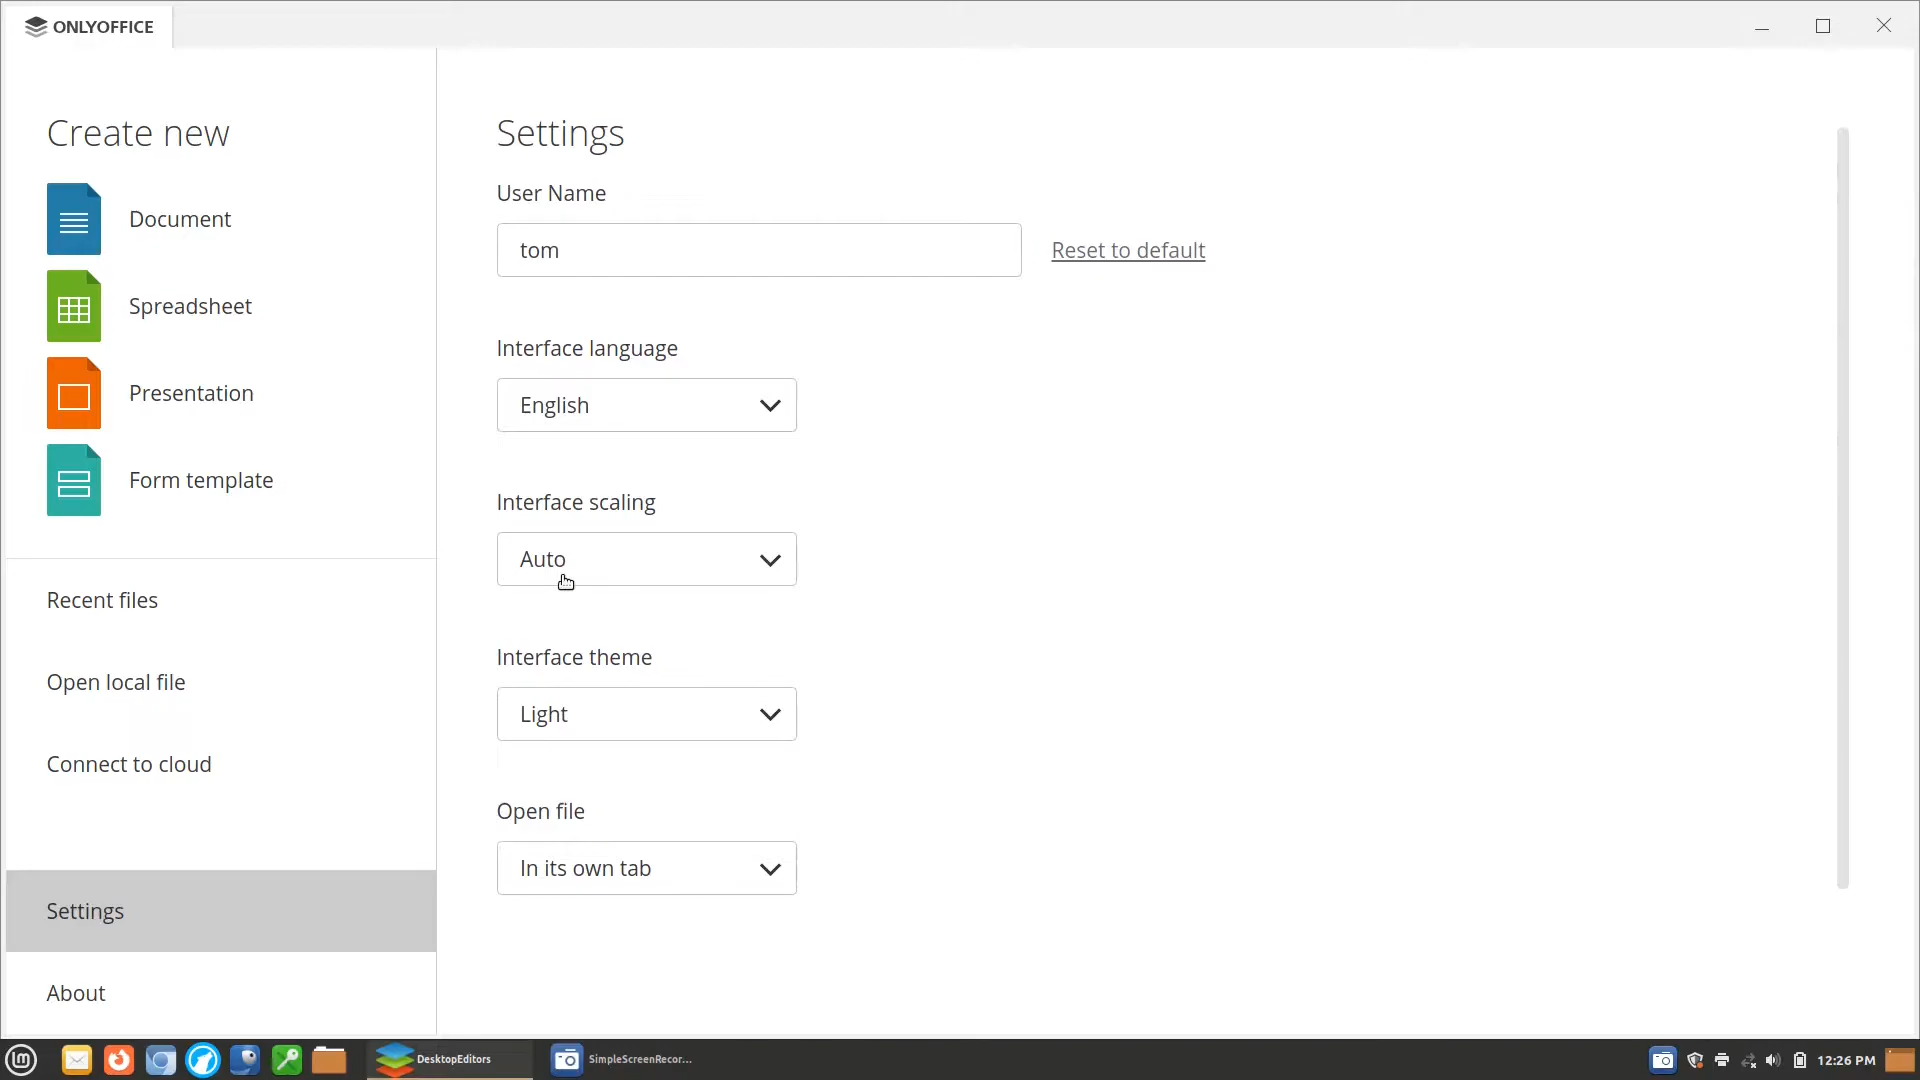 ONLYOFFICE
Create new
Document
Spreadsheet
Presentation
Form template
Recent files
Open local file
Connect to cloud
Settings
About
Settings
User Name
tom
Reset to default
Interface language
English
Interface scaling
Auto
Interface theme
Light
Open file
In its own tab
lm
DesktopEditors
SimpleScreenRecor...
12:26 PM